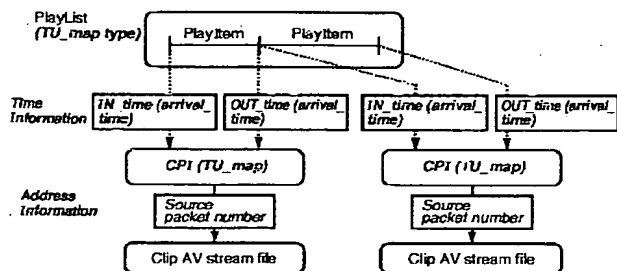 PlayList
(TU_map type)
PlayItem
PlayItem
Time
Information
IN_time (arrival_
time)
OUT_time (arrival_
time)
IN_time (arrival_
time)
OUT_time (arrival_
time)
CPI (TU_map)
CPI (TU_map)
Address
Information
Source
packet number
Source
packet number
Clip AV stream file
Clip AV stream file